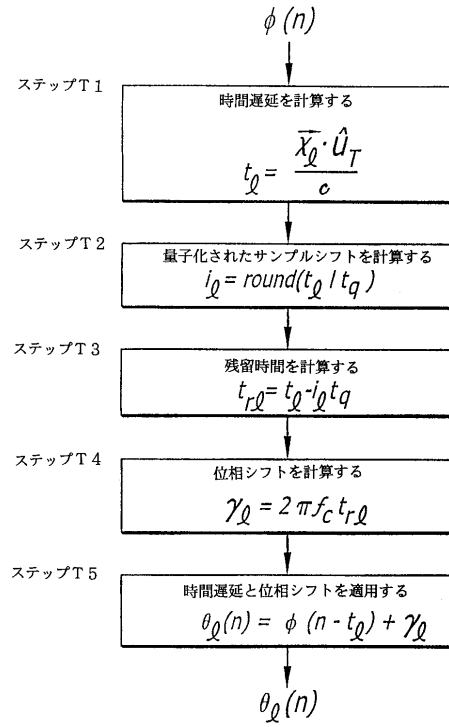 ϕ(n)
ステップT1
時間遅延を計算する
t_ℓ = (x⃗_ℓ · Û_T) / c
ステップT2
量子化されたサンプルシフトを計算する
i_ℓ = round(t_ℓ / t_q)
ステップT3
残留時間を計算する
t_rℓ = t_ℓ - i_ℓ t_q
ステップT4
位相シフトを計算する
γ_ℓ = 2πf_c t_rℓ
ステップT5
時間遅延と位相シフトを適用する
θ_ℓ(n) = ϕ(n - t_ℓ) + γ_ℓ
θ_ℓ(n)